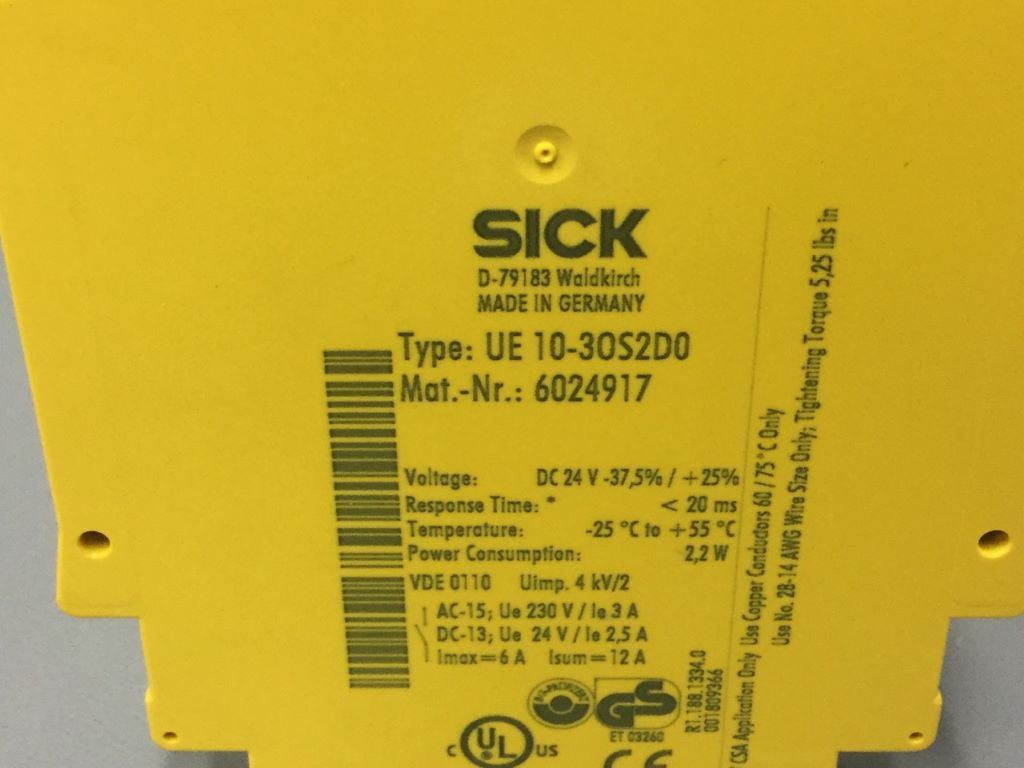 SICK
D-79183 Waldkirch
MADE IN GERMANY
Type: UE 10-3OS2D0
Mat.-Nr.: 6024917
Voltage: DC 24 V -37,5% / +25%
Response Time: * < 20 ms
Temperature: -25 °C to +55 °C
Power Consumption: 2,2 W
VDE 0110 Uimp. 4 kV/2
AC-15; Ue 230 V / Ie 3 A
DC-13; Ue 24 V / Ie 2,5 A
Imax=6 A Isum=12 A
GS
ET 03260
C UL US
CE
R1.188.1334.0
001809366
CSA Application Only Use Copper Conductors 60 / 75 °C Only
Use No. 28-14 AWG Wire Size Only; Tightening Torque 5,25 lbs in